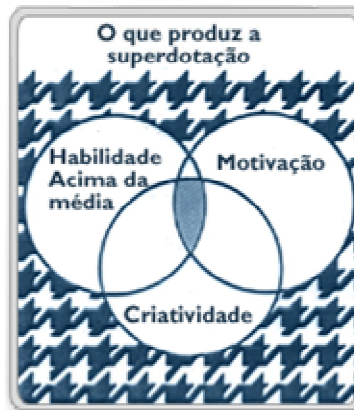 O que produz a
superdotação
Habilidade
Acima da
média
Motivação
Criatividade